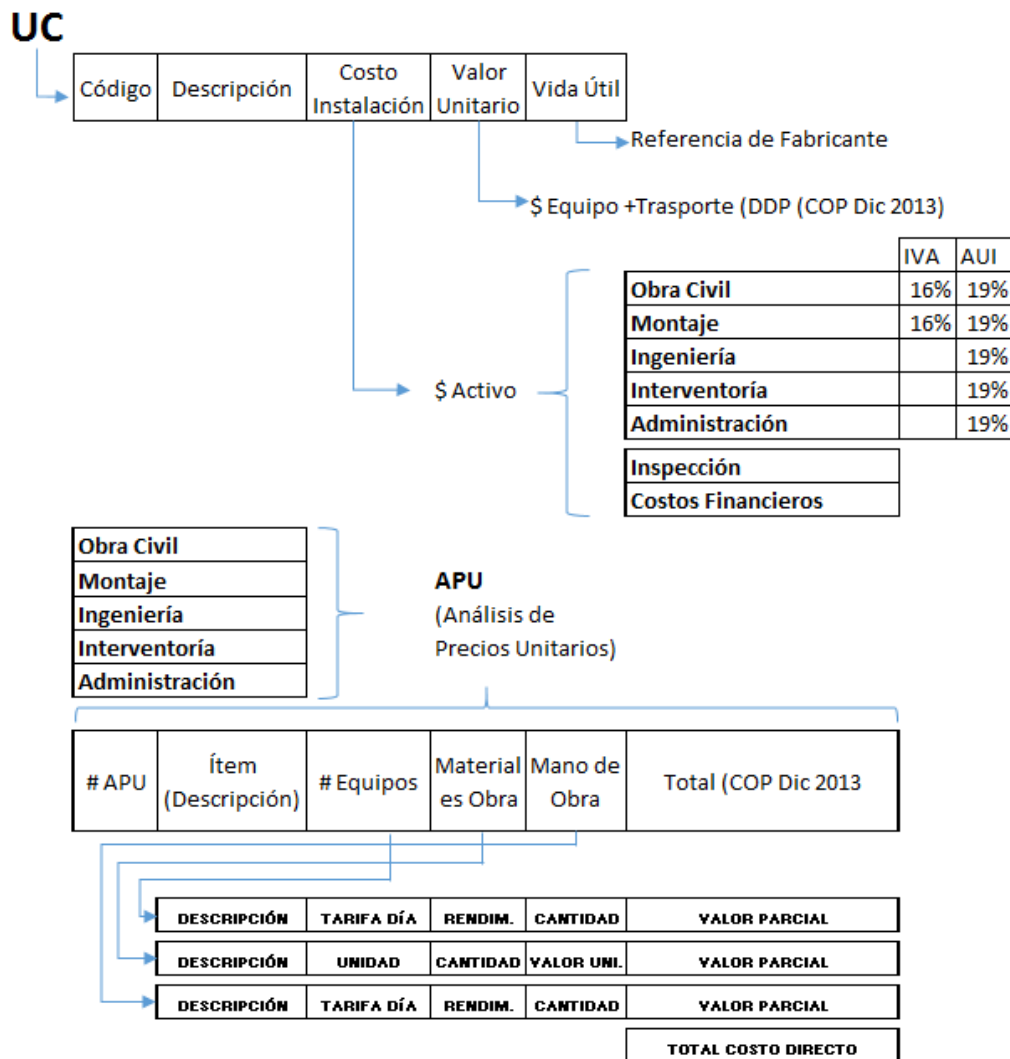 UC
Código Descripción Costo Instalación Valor Unitario Vida Útil
Referencia de Fabricante
$ Equipo +Trasporte (DDP (COP Dic 2013)
IVA AUI
Obra Civil 16% 19%
Montaje 16% 19%
Ingeniería 19%
Interventoría 19%
$ Activo
Administración 19%
Inspección
Costos Financieros
Obra Civil
Montaje
Ingeniería
Interventoría
Administración
APU
(Análisis de
Precios Unitarios)
# APU Ítem (Descripción) # Equipos Material es Obra Mano de Obra Total (COP Dic 2013
DESCRIPCIÓN TARIFA DÍA RENDIM. CANTIDAD VALOR PARCIAL
DESCRIPCIÓN UNIDAD CANTIDAD VALOR UNI. VALOR PARCIAL
DESCRIPCIÓN TARIFA DÍA RENDIM. CANTIDAD VALOR PARCIAL
TOTAL COSTO DIRECTO